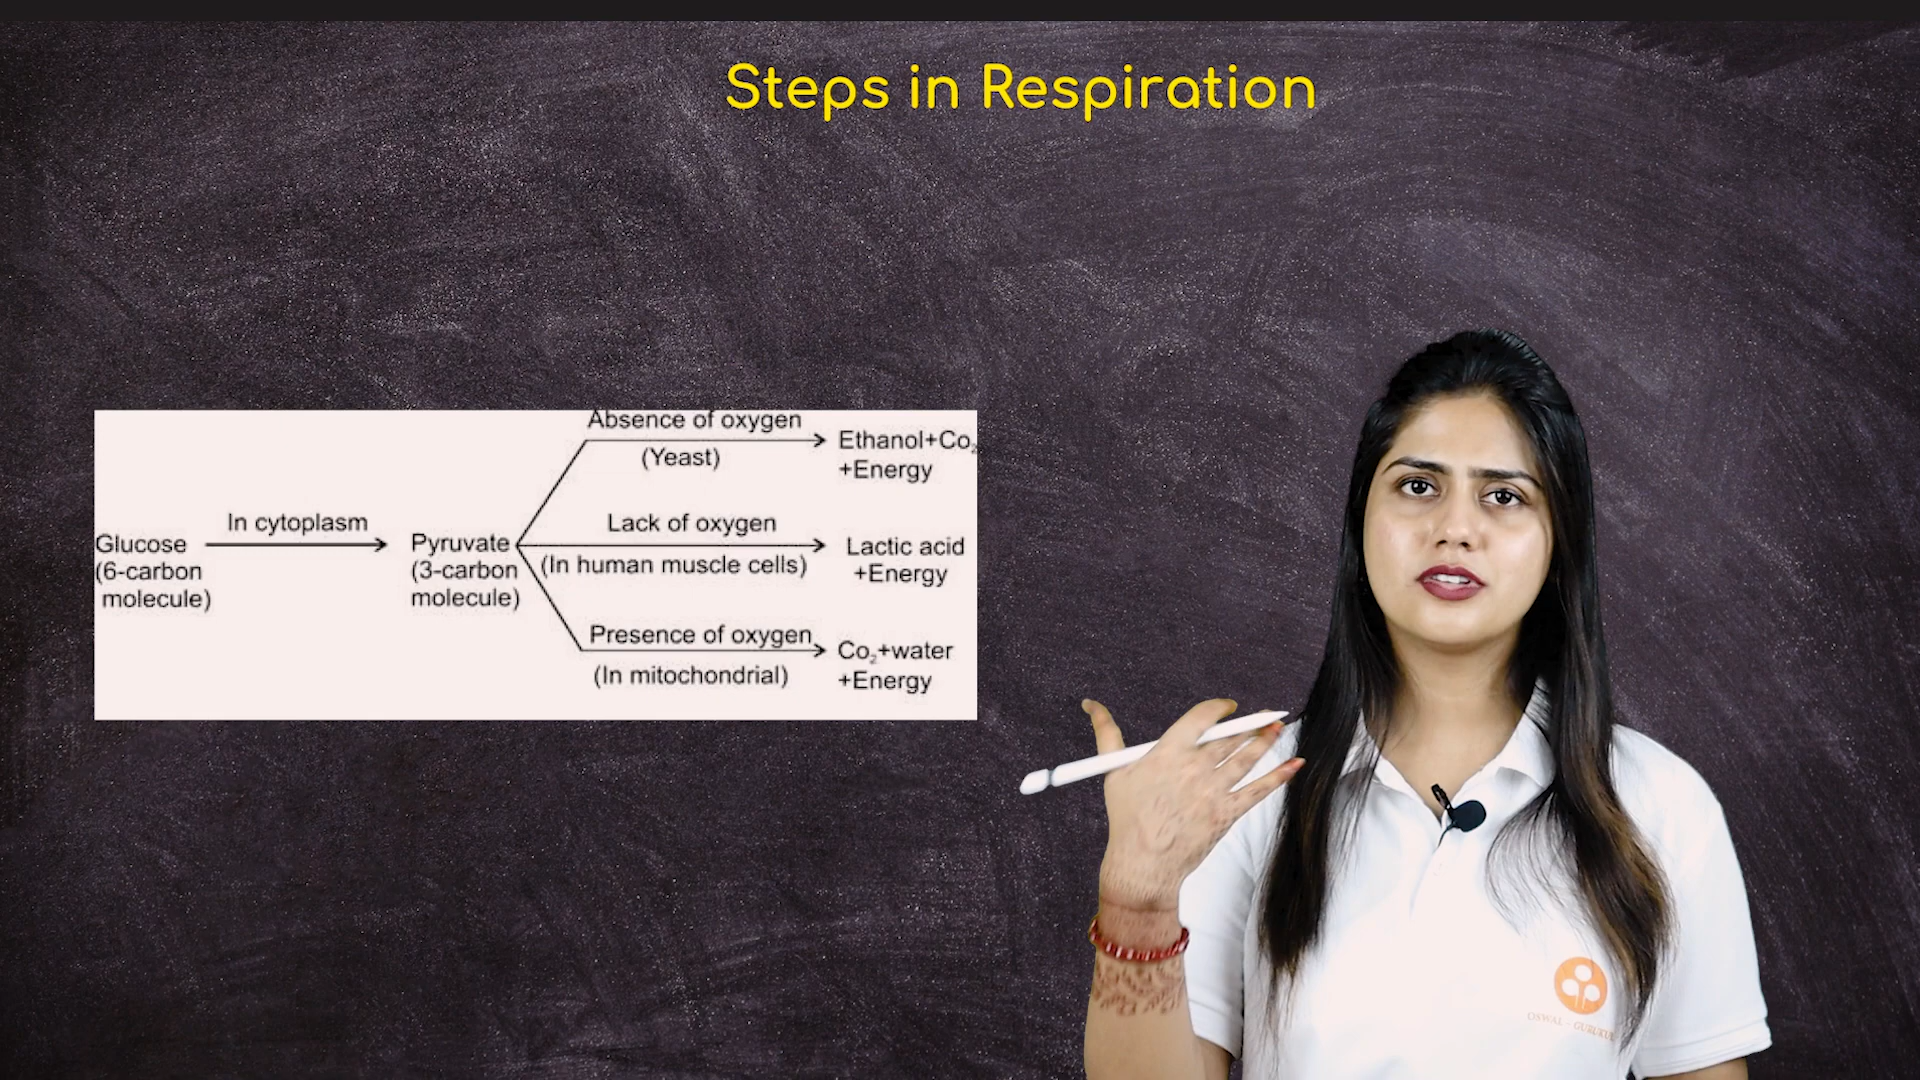 Steps in Respiration
Absence of oxygen
(Yeast)
Ethanol+Co₂
+Energy
In cytoplasm
Glucose
(6-carbon
molecule)
Pyruvate
(3-carbon
molecule)
Lack of oxygen
(In human muscle cells)
Lactic acid
+Energy
Presence of oxygen
(In mitochondrial)
Co₂+water
+Energy
OSWAL - GURUKUL